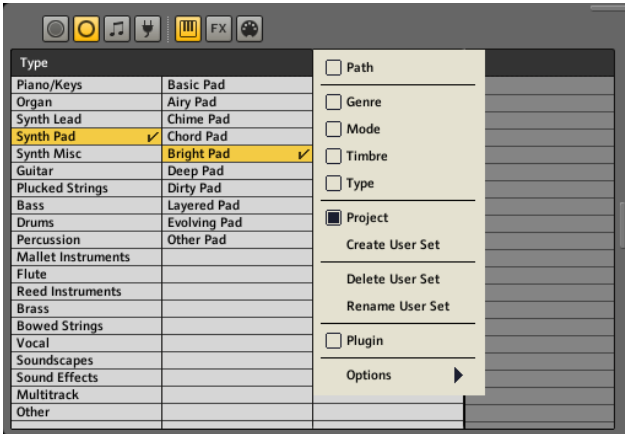 FX
Type
Piano/Keys
Organ
Synth Lead
Synth Pad
Synth Misc
Guitar
Plucked Strings
Bass
Drums
Percussion
Mallet Instruments
Flute
Reed Instruments
Brass
Bowed Strings
Vocal
Soundscapes
Sound Effects
Multitrack
Other
Basic Pad
Airy Pad
Chime Pad
Chord Pad
Bright Pad
Deep Pad
Dirty Pad
Layered Pad
Evolving Pad
Other Pad
Path
Genre
Mode
Timbre
Type
Project
Create User Set
Delete User Set
Rename User Set
Plugin
Options